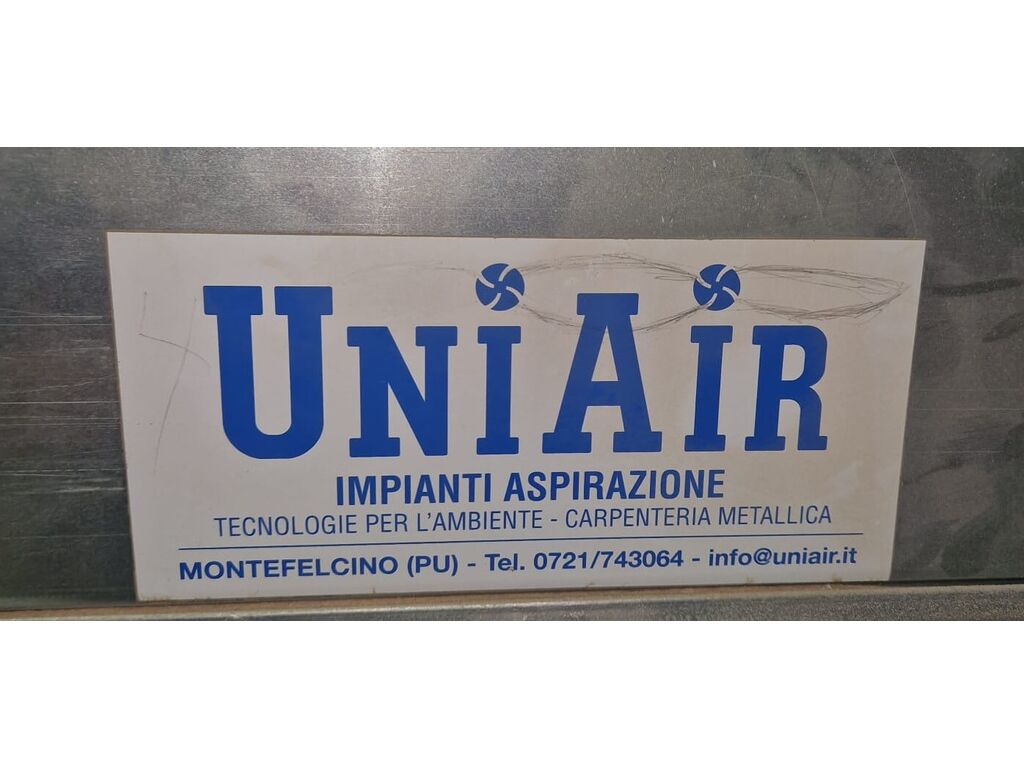 UNIAIR
IMPIANTI ASPIRAZIONE
TECNOLOGIE PER L'AMBIENTE - CARPENTERIA METALLICA
MONTEFELCINO (PU) - Tel. 0721/743064 - info@uniair.it